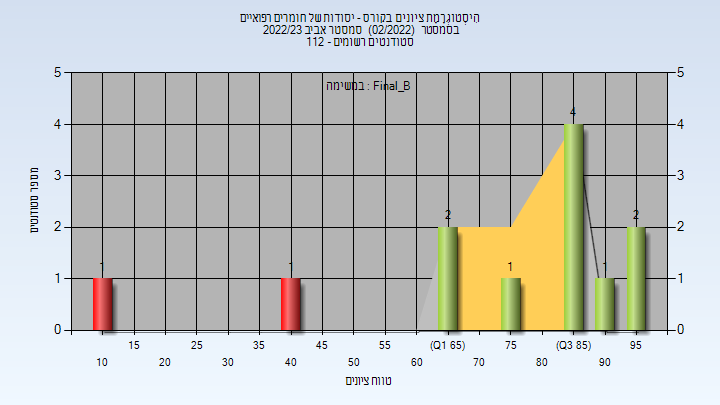 הִיסְטוֹגְרָמַת ציונים בקורס - יסודות של חומרים רפואיים
בסמסטר (02/2022) סמסטר אביב 2022/23
סטודנטים רשומים - 112
במשימה : Final_B
מספר סטודנטים
5 5
4 4 4
3 3
2 2 2 2
1 1 1 1 1 1
0 0
15 25 35 45 55 (Q1 65) 75 (Q3 85) 95
10 20 30 40 50 60 70 80 90
טווח ציונים